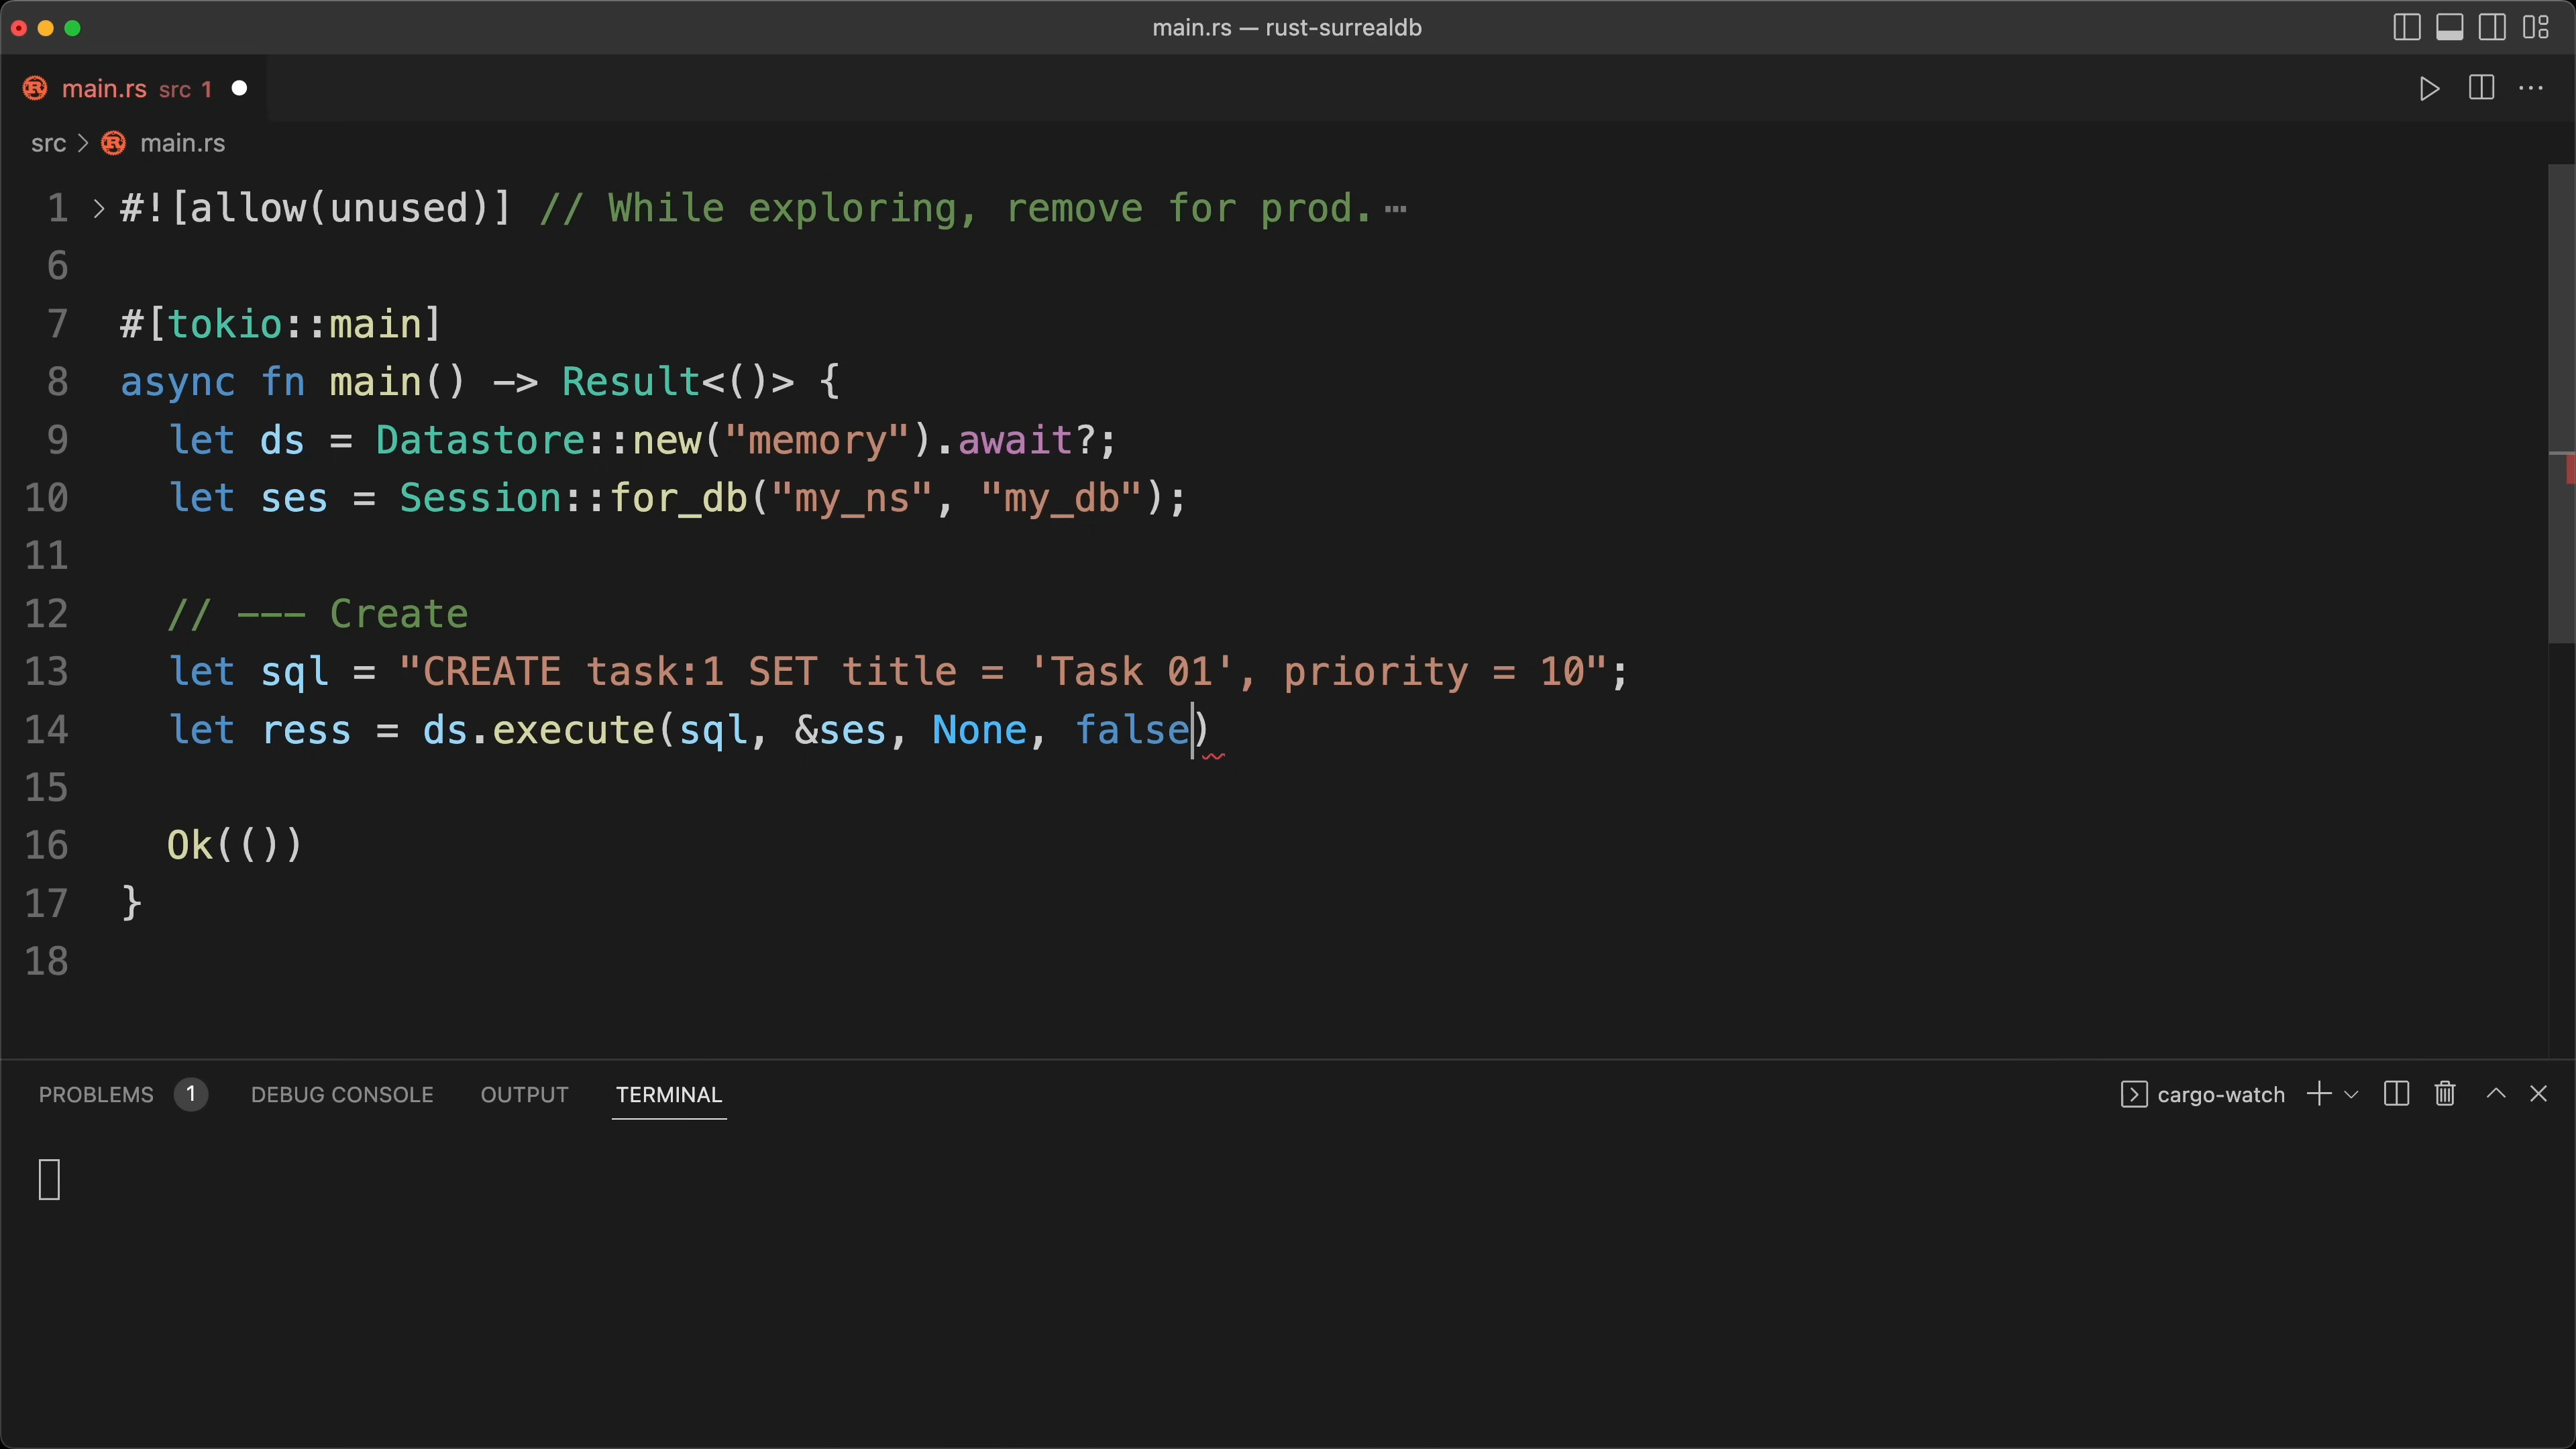 main.rs — rust-surrealdb
main.rs src 1
src > main.rs
1 > #![allow(unused)] // While exploring, remove for prod.⋯
6
7 #[tokio::main]
8 async fn main() -> Result<()> {
9   let ds = Datastore::new("memory").await?;
10   let ses = Session::for_db("my_ns", "my_db");
11
12   // --- Create
13   let sql = "CREATE task:1 SET title = 'Task 01', priority = 10";
14   let ress = ds.execute(sql, &ses, None, false)
15
16   Ok(())
17 }
18
PROBLEMS 1 DEBUG CONSOLE OUTPUT TERMINAL cargo-watch